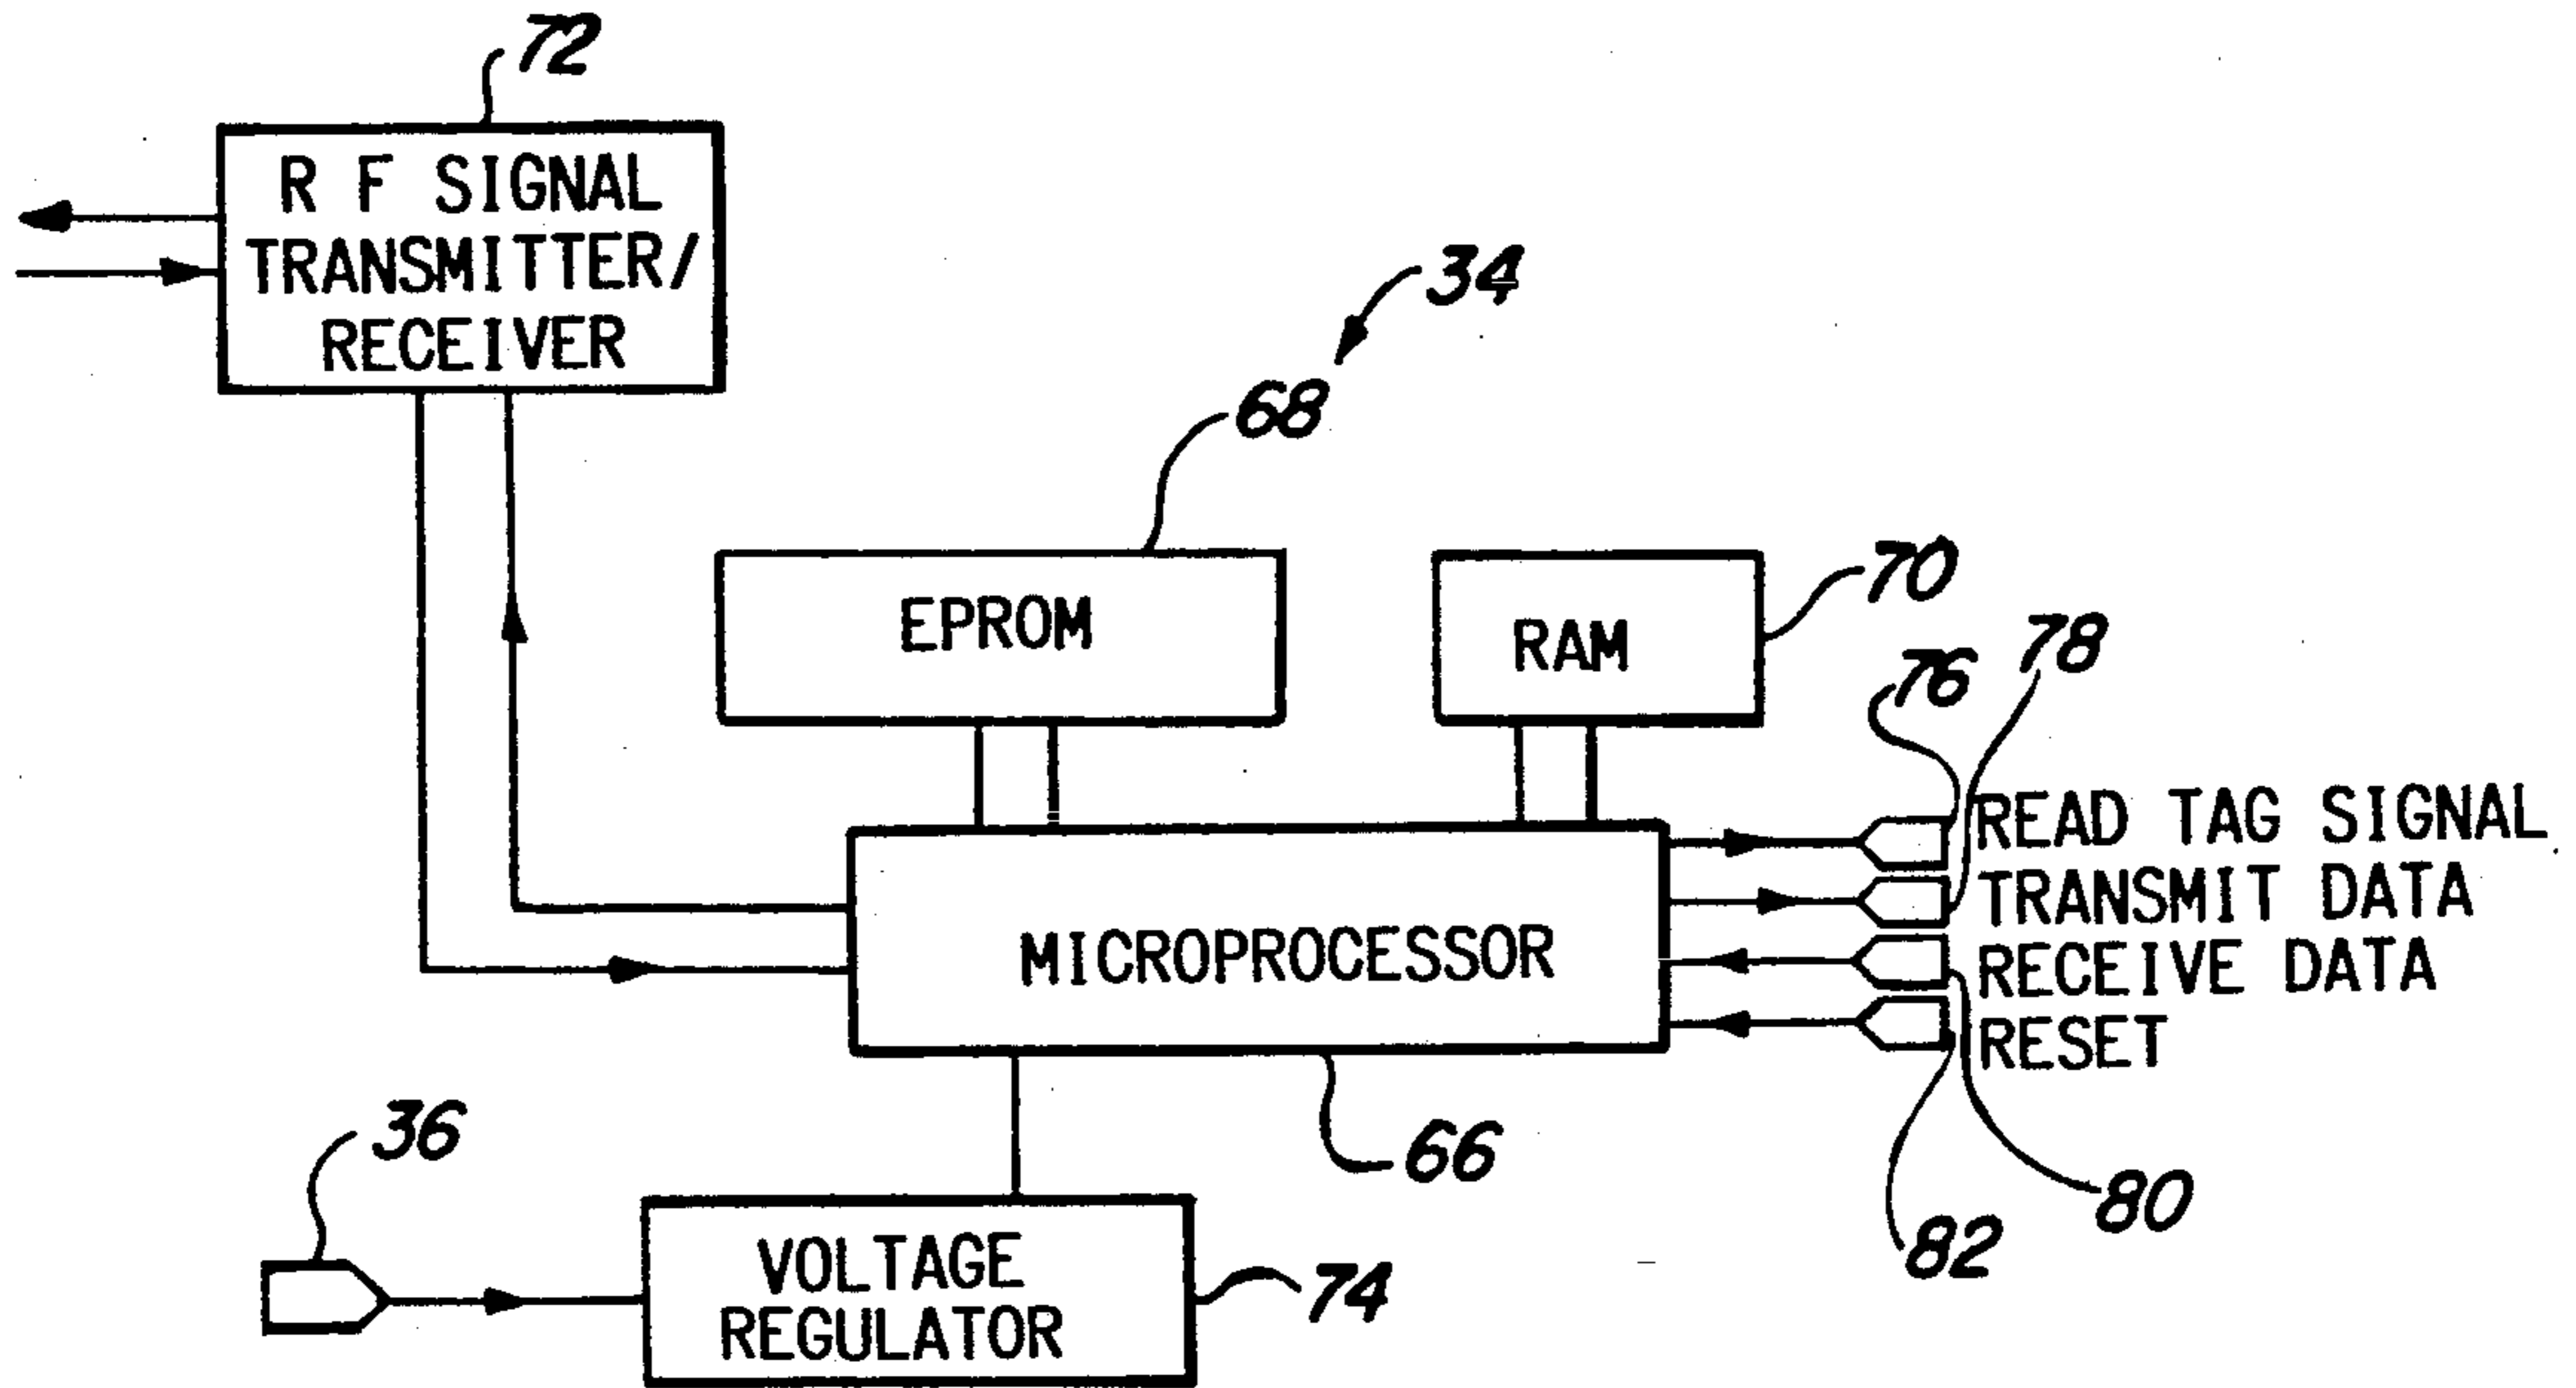 72
R F SIGNAL
TRANSMITTER/
RECEIVER
34
68
EPROM
70
RAM
76
78
READ TAG SIGNAL
TRANSMIT DATA
RECEIVE DATA
RESET
MICROPROCESSOR
66
80
82
36
VOLTAGE
REGULATOR
74